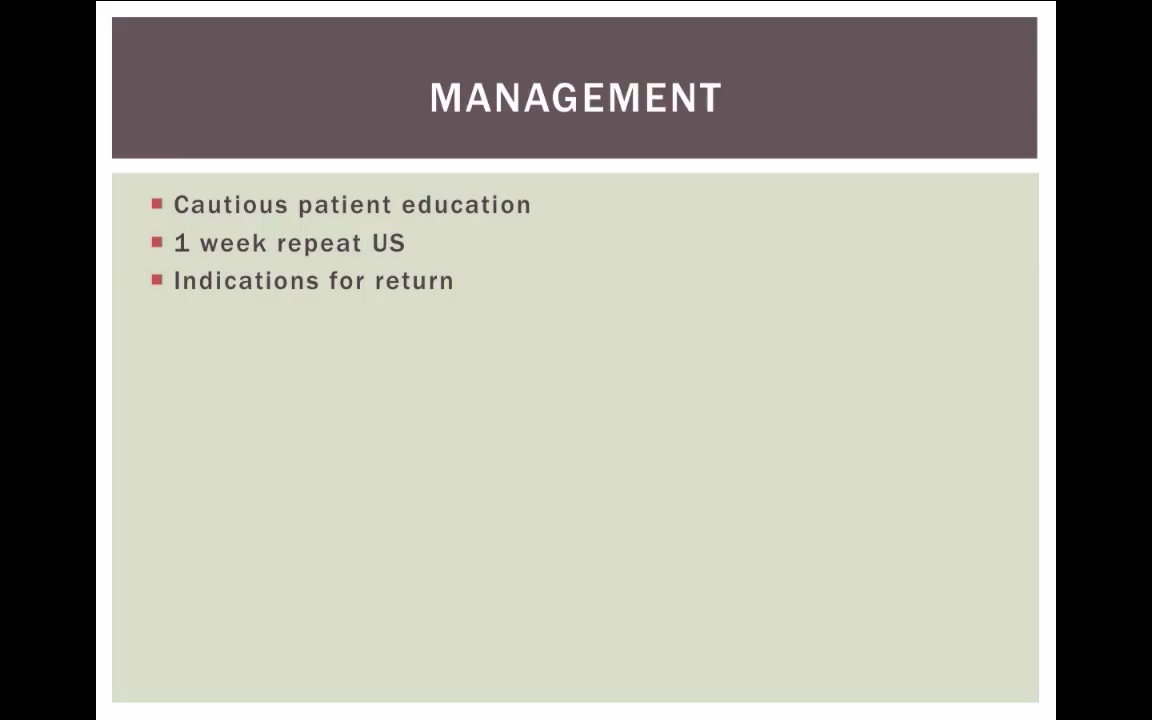 MANAGEMENT
Cautious patient education
1 week repeat US
Indications for return